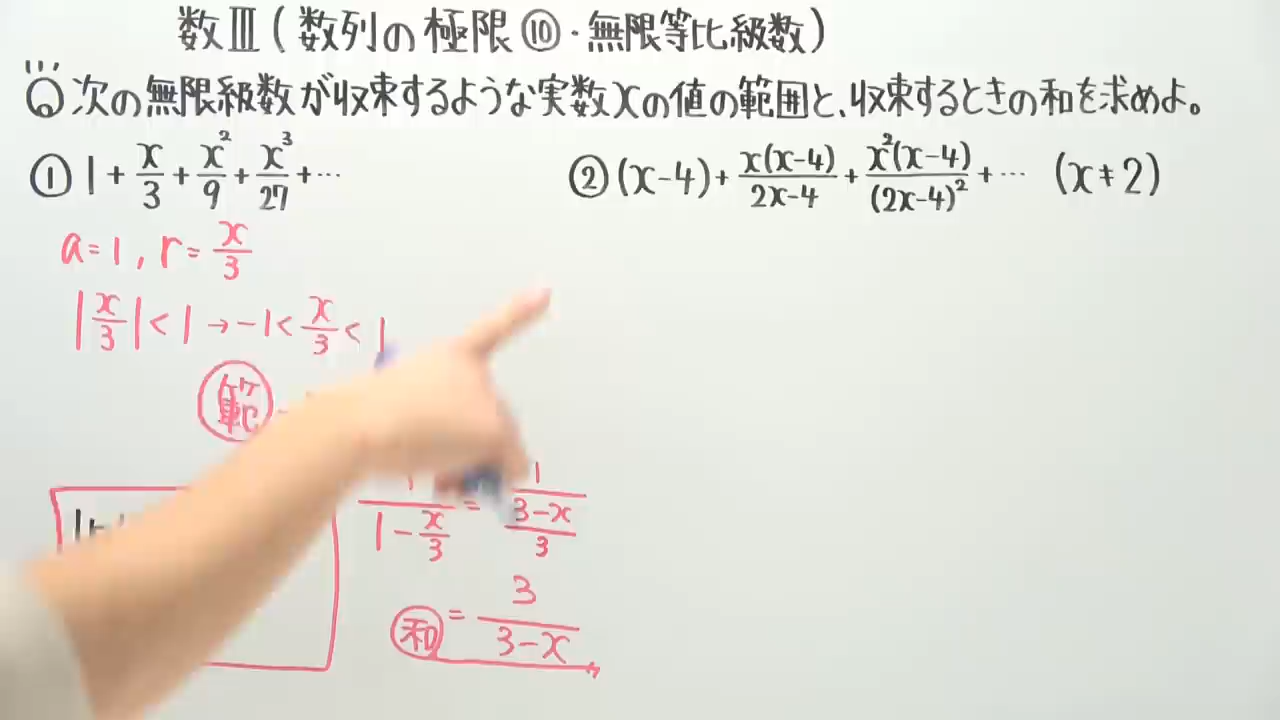 数Ⅲ(数列の極限⑩・無限等比級数)
Q 次の無限級数が収束するような実数xの値の範囲と、収束するときの和を求めよ。
① 1 + x/3 + x²/9 + x³/27 + …
② (x-4) + x(x-4)/2x-4 + x²(x-4)/(2x-4)² + … (x≠2)
a=1, r= x/3
|x/3| < 1 → -1 < x/3 < 1
範
1/1-x/3 = 1/3-x/3
和 = 3/3-x